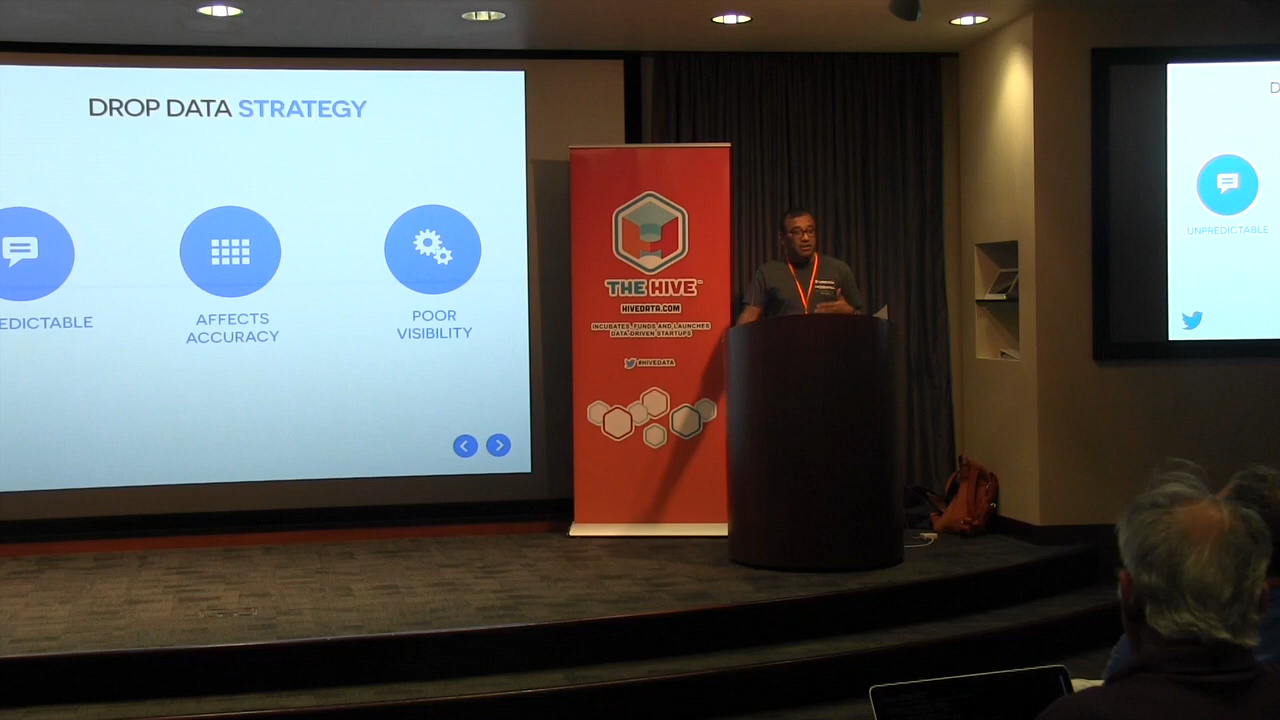 DROP DATA STRATEGY
EDICTABLE
AFFECTS
ACCURACY
POOR
VISIBILITY
THE HIVE
HIVEDATA.COM
INCUBATES, FUNDS AND LAUNCHES
DATA-DRIVEN STARTUPS
#HIVEDATA
D
UNPREDICTABLE